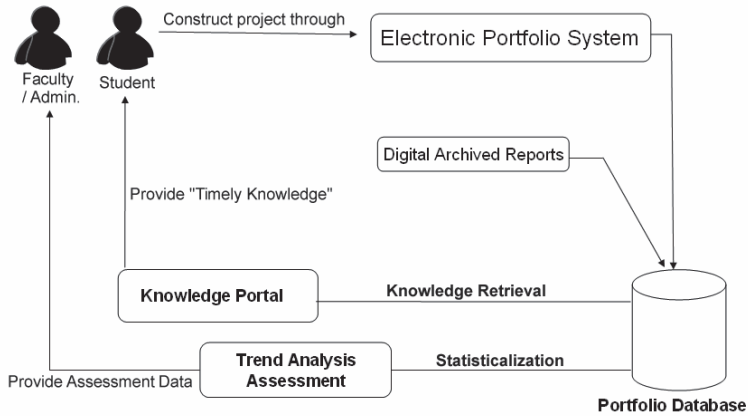 Construct project through
Electronic Portfolio System
Faculty
/ Admin.
Student
Digital Archived Reports
Provide "Timely Knowledge"
Knowledge Portal
Knowledge Retrieval
Trend Analysis
Assessment
Statisticalization
Provide Assessment Data
Portfolio Database